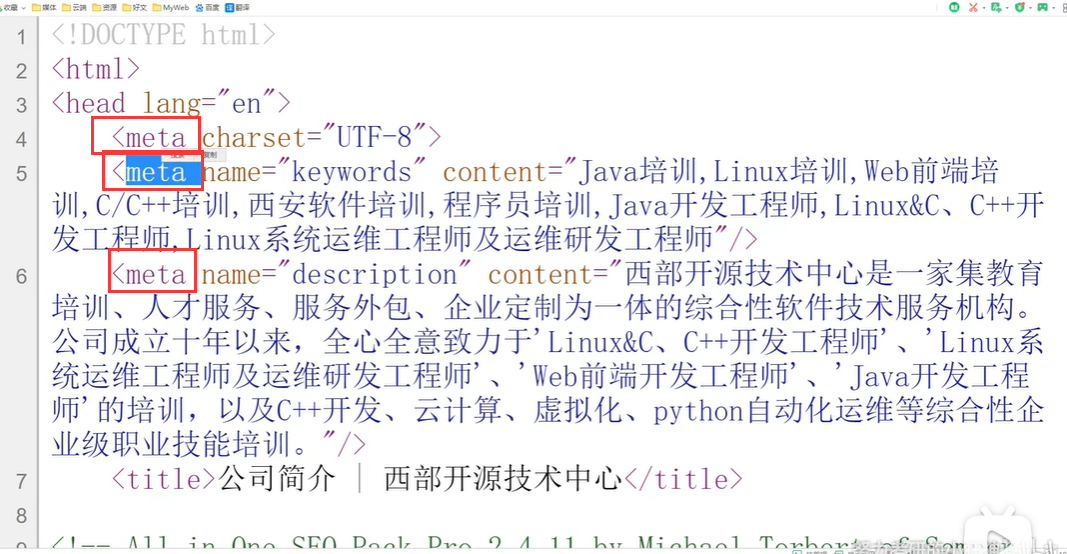 收藏 媒体 云端 资源 好文 MyWeb 百度 翻译
1 <!DOCTYPE html>
2 <html>
3 <head lang="en">
4 <meta charset="UTF-8">
5 <meta name="keywords" content="Java培训,Linux培训,Web前端培
训,C/C++培训,西安软件培训,程序员培训,Java开发工程师,Linux&C、C++开
发工程师,Linux系统运维工程师及运维研发工程师"/>
6 <meta name="description" content="西部开源技术中心是一家集教育
培训、人才服务、服务外包、企业定制为一体的综合性软件技术服务机构。
公司成立十年以来，全心全意致力于'Linux&C、C++开发工程师'、'Linux系
统运维工程师及运维研发工程师'、'Web前端开发工程师'、'Java开发工程
师'的培训，以及C++开发、云计算、虚拟化、python自动化运维等综合性企
业级职业技能培训。"/>
7 <title>公司简介 | 西部开源技术中心</title>
8
9 <!-- All in One SEO Pack Pro 2.4.11 by Michael Torbert of Semper